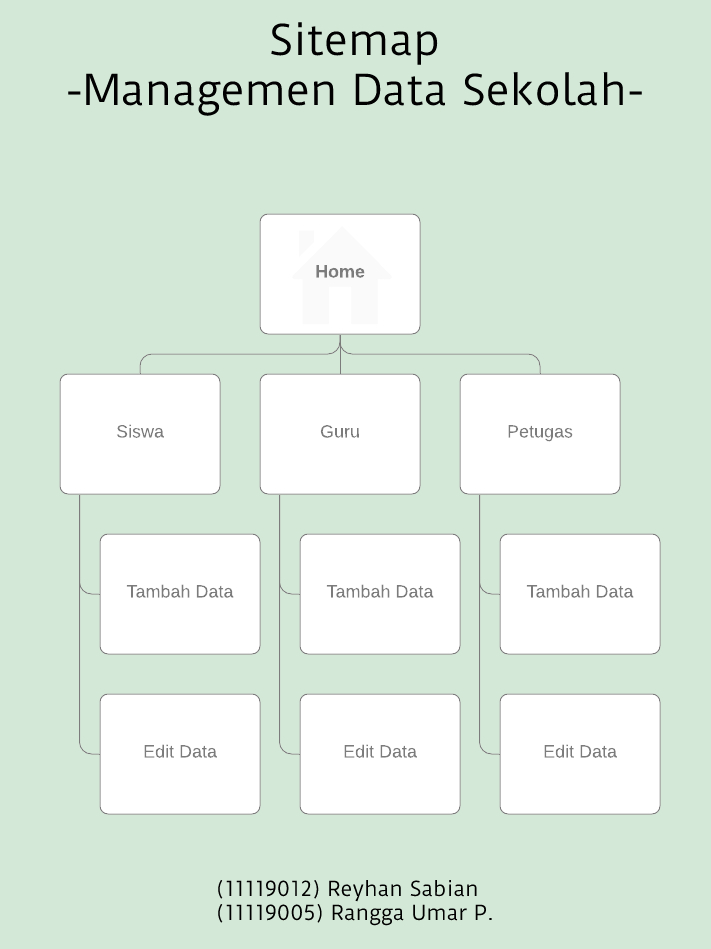 Sitemap
-Managemen Data Sekolah-
Home
Siswa
Guru
Petugas
Tambah Data
Tambah Data
Tambah Data
Edit Data
Edit Data
Edit Data
(11119012) Reyhan Sabian
(11119005) Rangga Umar P.